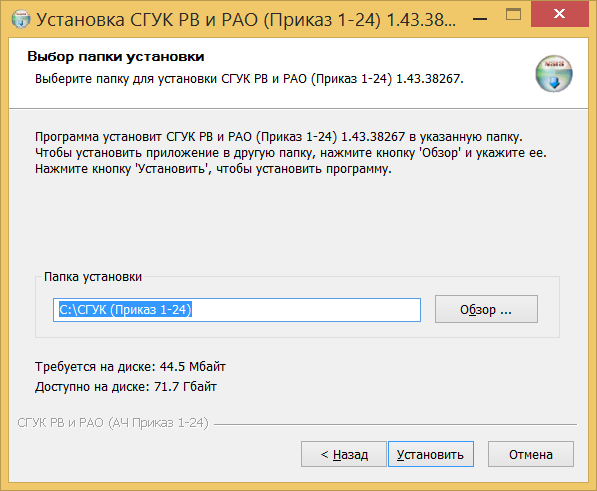 Установка СГУК РВ и РАО (Приказ 1-24) 1.43.38...
Выбор папки установки
Выберите папку для установки СГУК РВ и РАО (Приказ 1-24) 1.43.38267.
Программа установит СГУК РВ и РАО (Приказ 1-24) 1.43.38267 в указанную папку.
Чтобы установить приложение в другую папку, нажмите кнопку 'Обзор' и укажите ее.
Нажмите кнопку 'Установить', чтобы установить программу.
Папка установки
C:\СГУК (Приказ 1-24)
Обзор ...
Требуется на диске: 44.5 Мбайт
Доступно на диске: 71.7 Гбайт
СГУК РВ и РАО (АЧ Приказ 1-24)
< Назад
Установить
Отмена